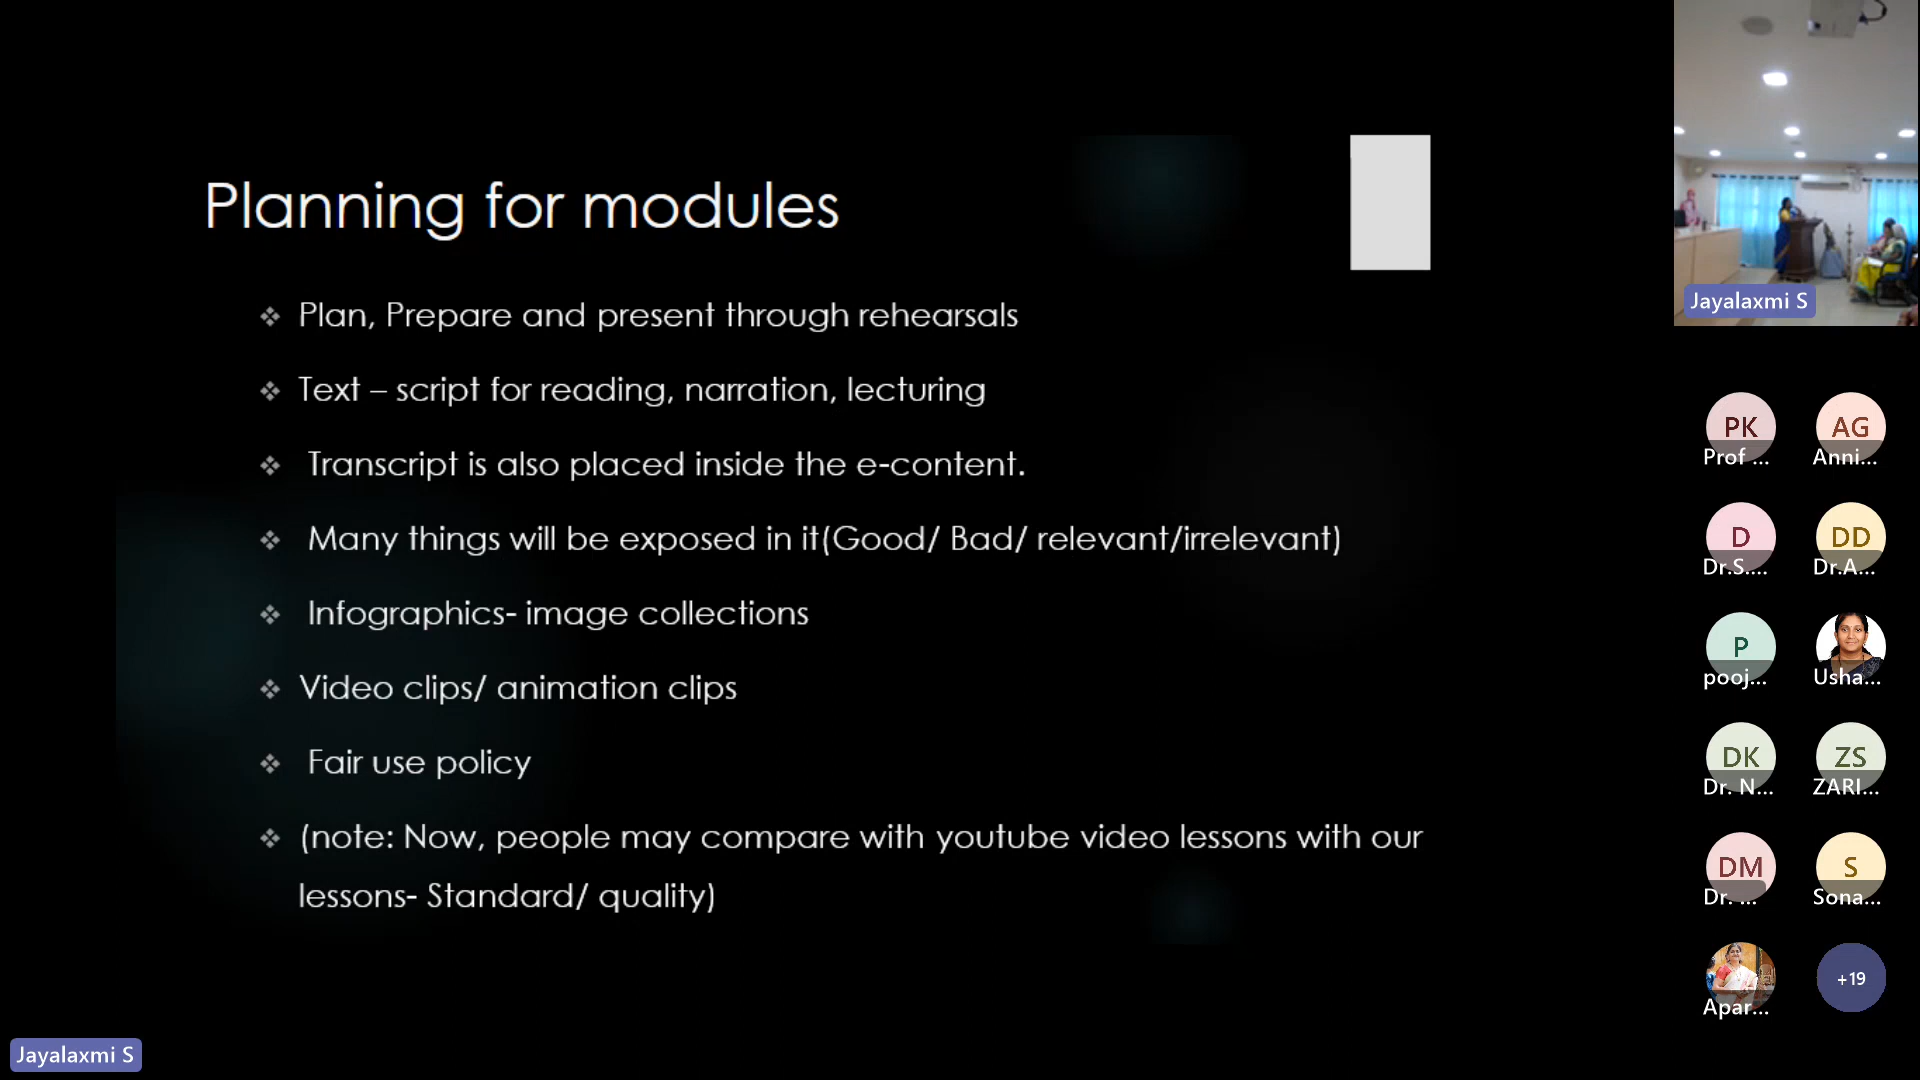 Planning for modules
Plan, Prepare and present through rehearsals
Text – script for reading, narration, lecturing
Transcript is also placed inside the e-content.
Many things will be exposed in it(Good/ Bad/ relevant/irrelevant)
Infographics- image collections
Video clips/ animation clips
Fair use policy
(note: Now, people may compare with youtube video lessons with our
lessons- Standard/ quality)
Jayalaxmi S
PK
Prof ...
AG
Anni...
D
Dr.S....
DD
Dr.A...
P
pooj...
Usha...
DK
Dr. N...
ZS
ZARI...
DM
Dr. ...
S
Sona...
Apar...
+19
Jayalaxmi S